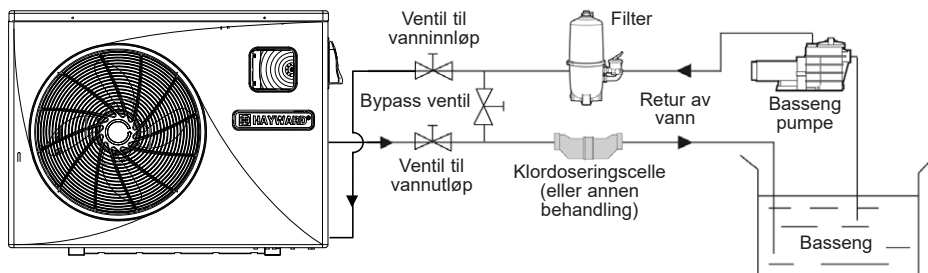 Ventil til
vanninnløp
Filter
Bypass ventil
Retur av
vann
Basseng
pumpe
HAYWARD®
Ventil til
vannutløp
Klordoseringscelle
(eller annen
behandling)
Basseng